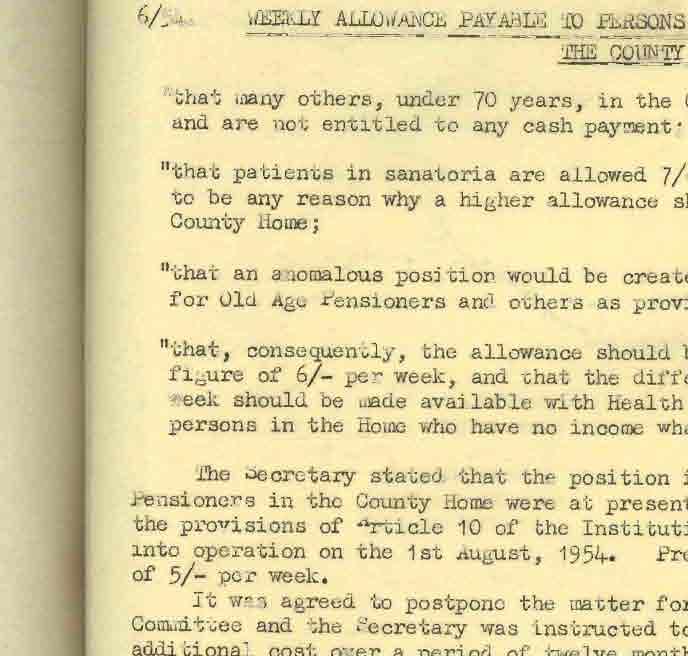 6/54. WEEKLY ALLOWANCE PAYABLE TO PERSONS
THE COUNTY
"that many others, under 70 years, in the
and are not entitled to any cash payment
"that patients in sanatoria are allowed 7/
to be any reason why a higher allowance
County Home;
"that an anomalous position would be
for Old Age Pensioners and others as
"that, consequently, the allowance should
figure of 6/- per week, and that the
week should be made available with Health
persons in the Home who have no income
The Secretary stated that the position
Pensioners in the County Home were at present
the provisions of Article 10 of the
into operation on the 1st August, 1954.
of 5/- per week.
It was agreed to postpone the matter for
Committee and the Secretary was instructed to
additional cost over a period of twelve